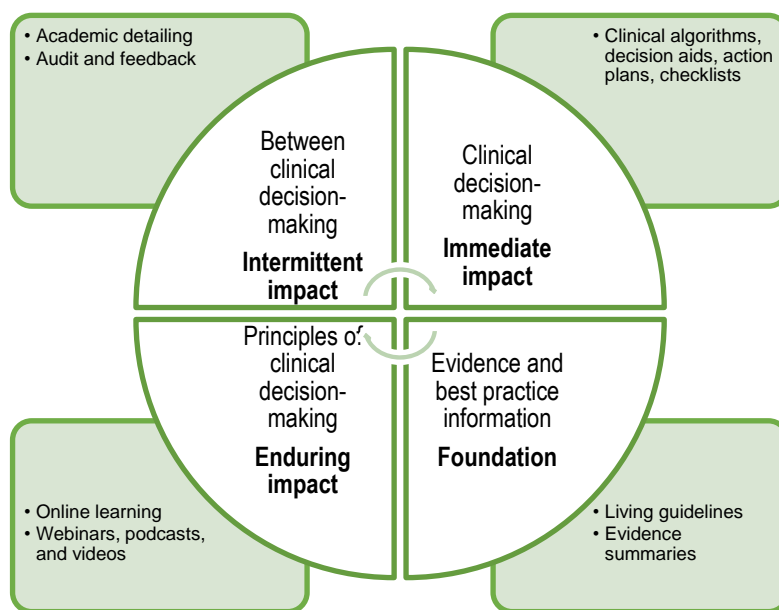 • Academic detailing
• Audit and feedback
• Clinical algorithms,
decision aids, action
plans, checklists
Between
clinical
decision-
making
Intermittent
impact
Clinical
decision-
making
Immediate
impact
Principles of
clinical
decision-
making
Enduring
impact
Evidence and
best practice
information
Foundation
• Online learning
• Webinars, podcasts,
and videos
• Living guidelines
• Evidence
summaries